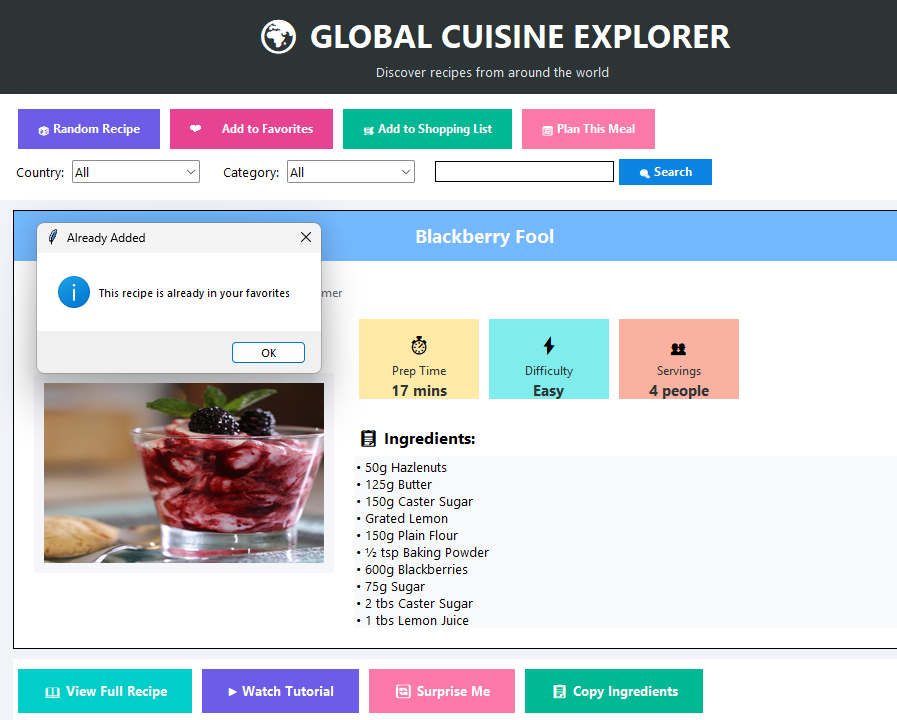 GLOBAL CUISINE EXPLORER
Discover recipes from around the world
Random Recipe
Add to Favorites
Add to Shopping List
Plan This Meal
Country: All
Category: All
Search
Already Added
Blackberry Fool
This recipe is already in your favorites
OK
Prep Time
17 mins
Difficulty
Easy
Servings
4 people
Ingredients:
• 50g Hazlenuts
• 125g Butter
• 150g Caster Sugar
• Grated Lemon
• 150g Plain Flour
• ½ tsp Baking Powder
• 600g Blackberries
• 75g Sugar
• 2 tbs Caster Sugar
• 1 tbs Lemon Juice
View Full Recipe
Watch Tutorial
Surprise Me
Copy Ingredients